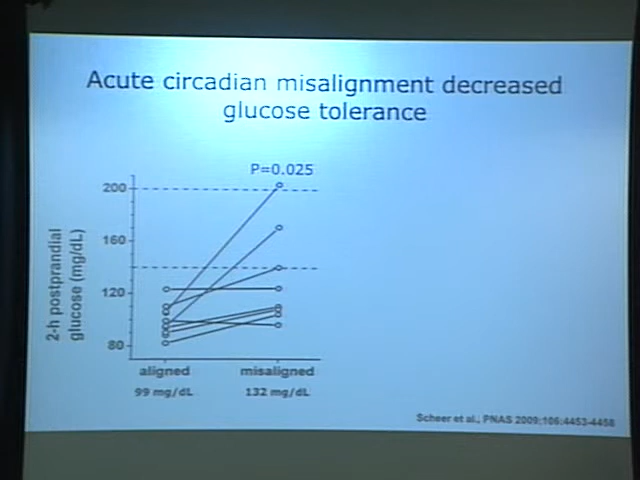 Acute circadian misalignment decreased
glucose tolerance
P=0.025
200
160
120
80
2-h postprandial
glucose (mg/dL)
aligned misaligned
99 mg/dL 132 mg/dL
Scheer et al., PNAS 2009;106:4453-4458